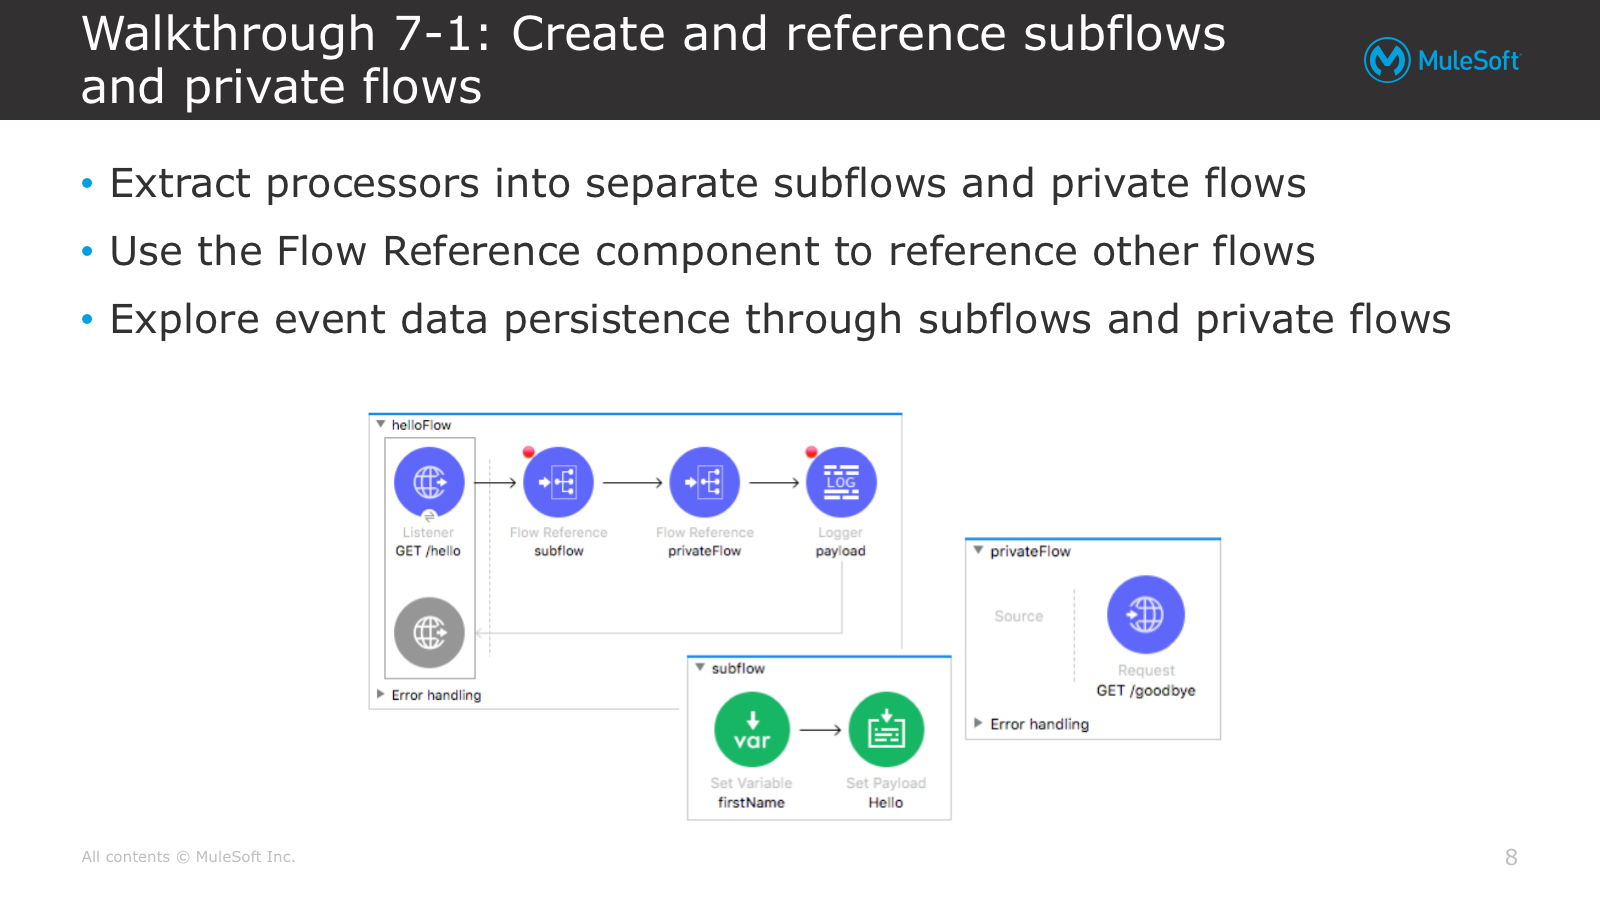 Walkthrough 7-1: Create and reference subflows
and private flows
MuleSoft
• Extract processors into separate subflows and private flows
• Use the Flow Reference component to reference other flows
• Explore event data persistence through subflows and private flows
helloFlow
LOG
Listener
GET /hello
Flow Reference
subflow
Flow Reference
privateFlow
Logger
payload
Error handling
subflow
var
Set Variable
firstName
Set Payload
Hello
privateFlow
Source
Request
GET /goodbye
Error handling
All contents © MuleSoft Inc.
8